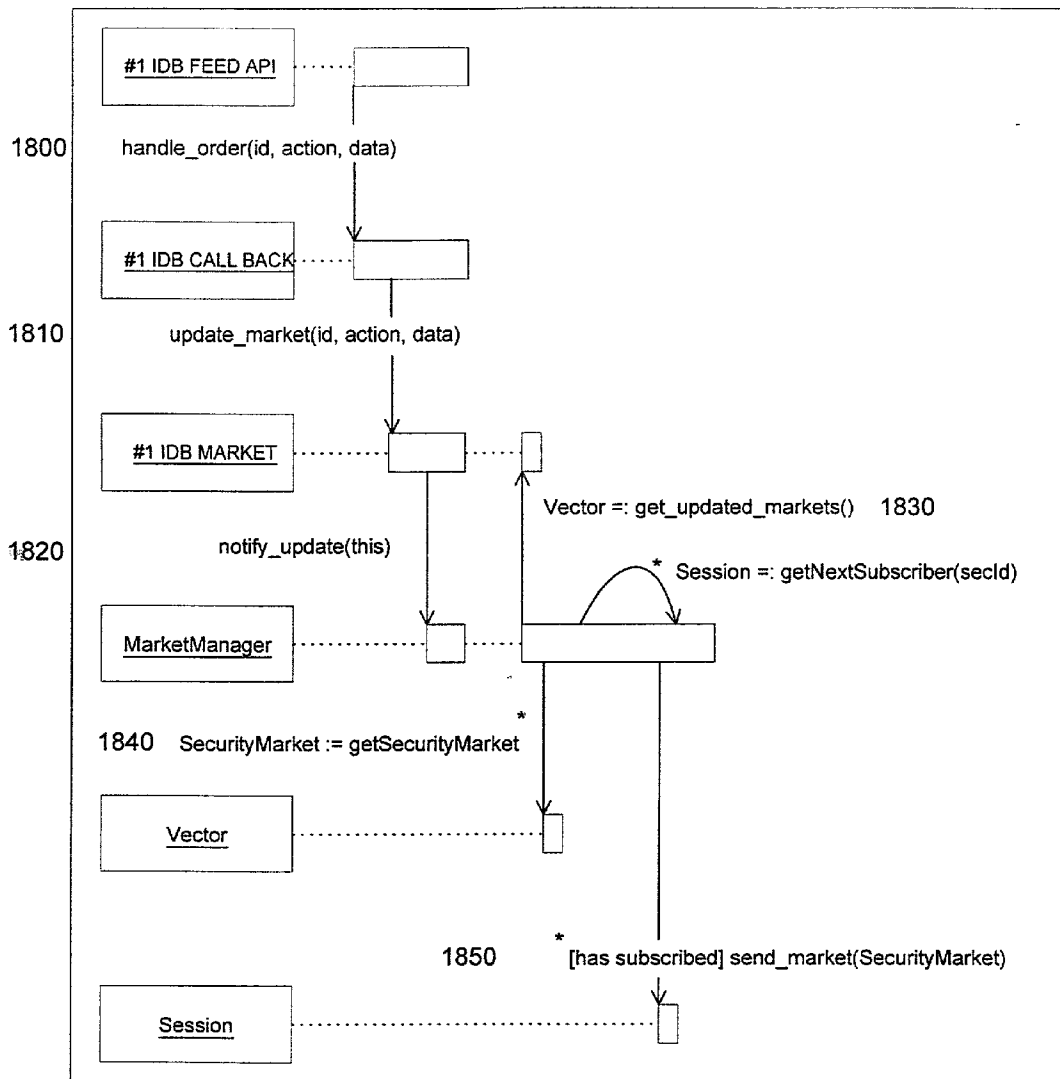 #1 IDB FEED API
1800 handle_order(id, action, data)
#1 IDB CALL BACK
1810 update_market(id, action, data)
#1 IDB MARKET
Vector =: get_updated_markets() 1830
1820 notify_update(this)
* Session =: getNextSubscriber(secId)
MarketManager
*
1840 SecurityMarket := getSecurityMarket
Vector
1850 * [has subscribed] send_market(SecurityMarket)
Session